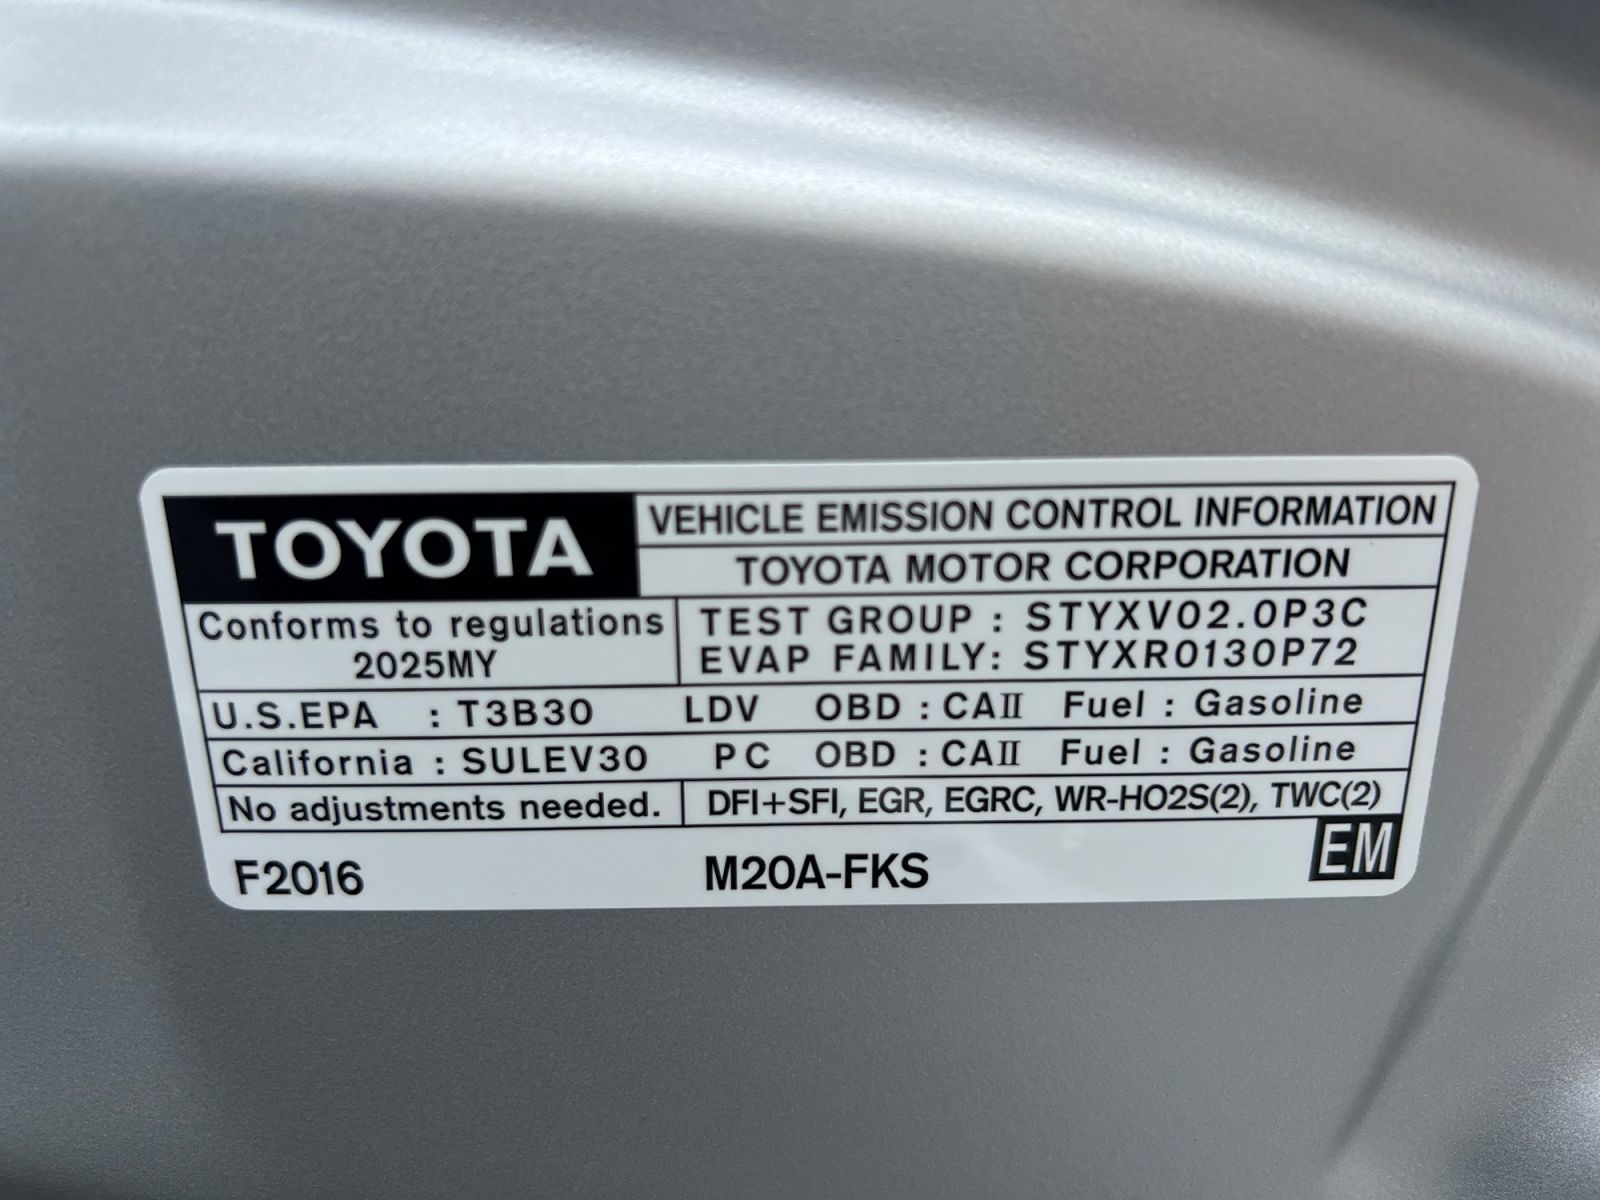 TOYOTA
VEHICLE EMISSION CONTROL INFORMATION
TOYOTA MOTOR CORPORATION
Conforms to regulations
2025MY
TEST GROUP : STYXV02.0P3C
EVAP FAMILY: STYXR0130P72
U.S.EPA : T3B30 LDV OBD : CAII Fuel : Gasoline
California : SULEV30 PC OBD : CAII Fuel : Gasoline
No adjustments needed. DFI+SFI, EGR, EGRC, WR-HO2S(2), TWC(2)
F2016 M20A-FKS EM